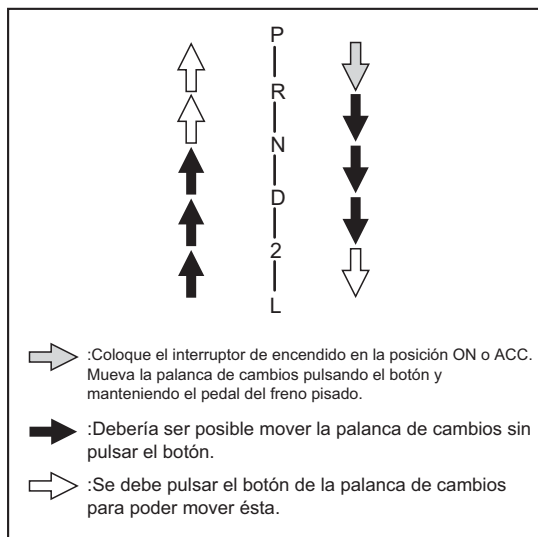 P
R
N
D
2
L
:Coloque el interruptor de encendido en la posición ON o ACC.
Mueva la palanca de cambios pulsando el botón y
manteniendo el pedal del freno pisado.
:Debería ser posible mover la palanca de cambios sin
pulsar el botón.
:Se debe pulsar el botón de la palanca de cambios
para poder mover ésta.